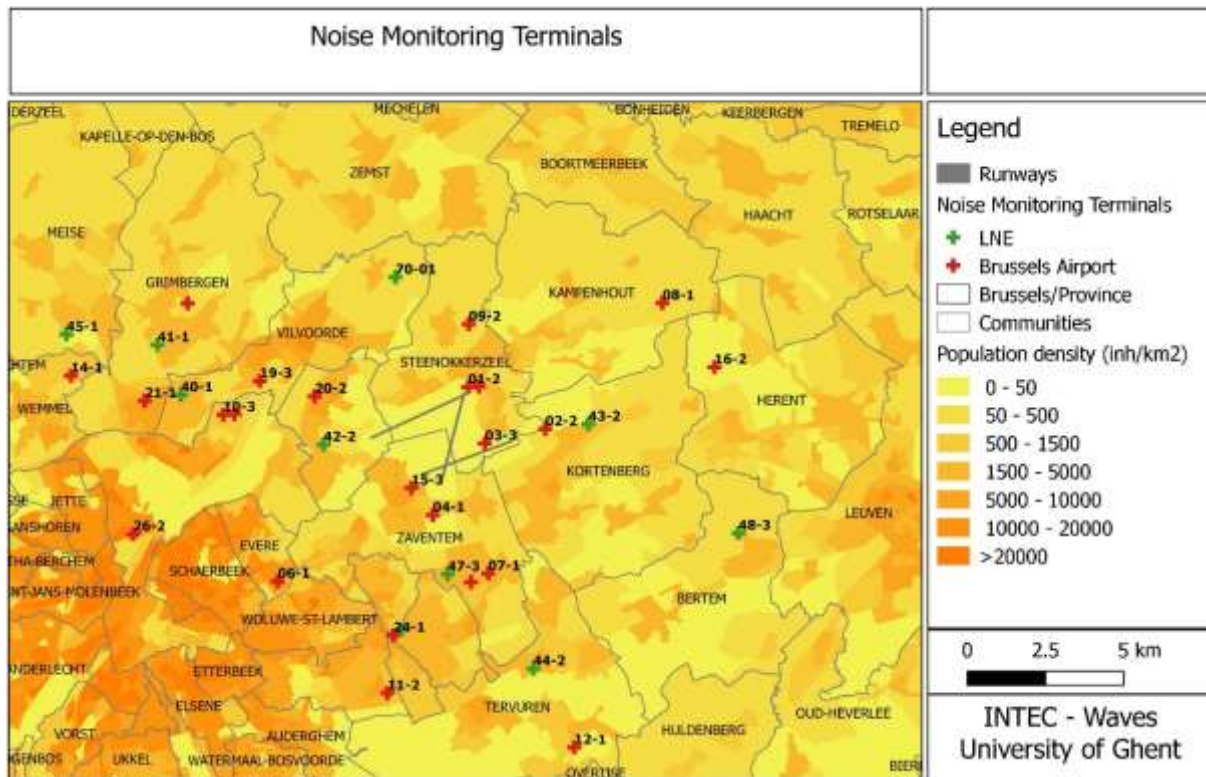 Noise Monitoring Terminals
MECHELEN
BONHEIDEN
KEERBERGEN
DERZEEL
TREMELO
KAPELLE-OP-DEN-BOS
BOORTMEERBEEK
ZEMST
HAACHT
ROTSELAAR
MEISE
70-01
GRIMBERGEN
KAMPENHOUT
08-1
09-2
45-1
41-1
VILVOORDE
STEENOKKERZEEL
16-2
14-1
19-3
01-2
21-1
40-1
20-2
HERENT
WEMMEL
10-3
02-2
43-2
42-2
03-3
KORTENBERG
15-3
JETTE
04-1
LEUVEN
26-2
ZAVENTEM
48-3
EVERE
SCHAERBEEK
06-1
47-3
07-1
INT-JANS-MOLENBEEK
BERTEM
WOLUWE-ST-LAMBERT
24-1
ANDERLECHT
ETTERBEEK
44-2
11-2
ELSENE
TERVUREN
OUD-HEVERLEE
VORST
AUDERGHEM
HULDENBERG
12-1
UKKEL
WATERMAAL-BOSVOORDE
OVERIJSE
Legend
Runways
Noise Monitoring Terminals
LNE
Brussels Airport
Brussels/Province
Communities
Population density (inh/km2)
0 - 50
50 - 500
500 - 1500
1500 - 5000
5000 - 10000
10000 - 20000
>20000
0 2.5 5 km
INTEC - Waves
University of Ghent